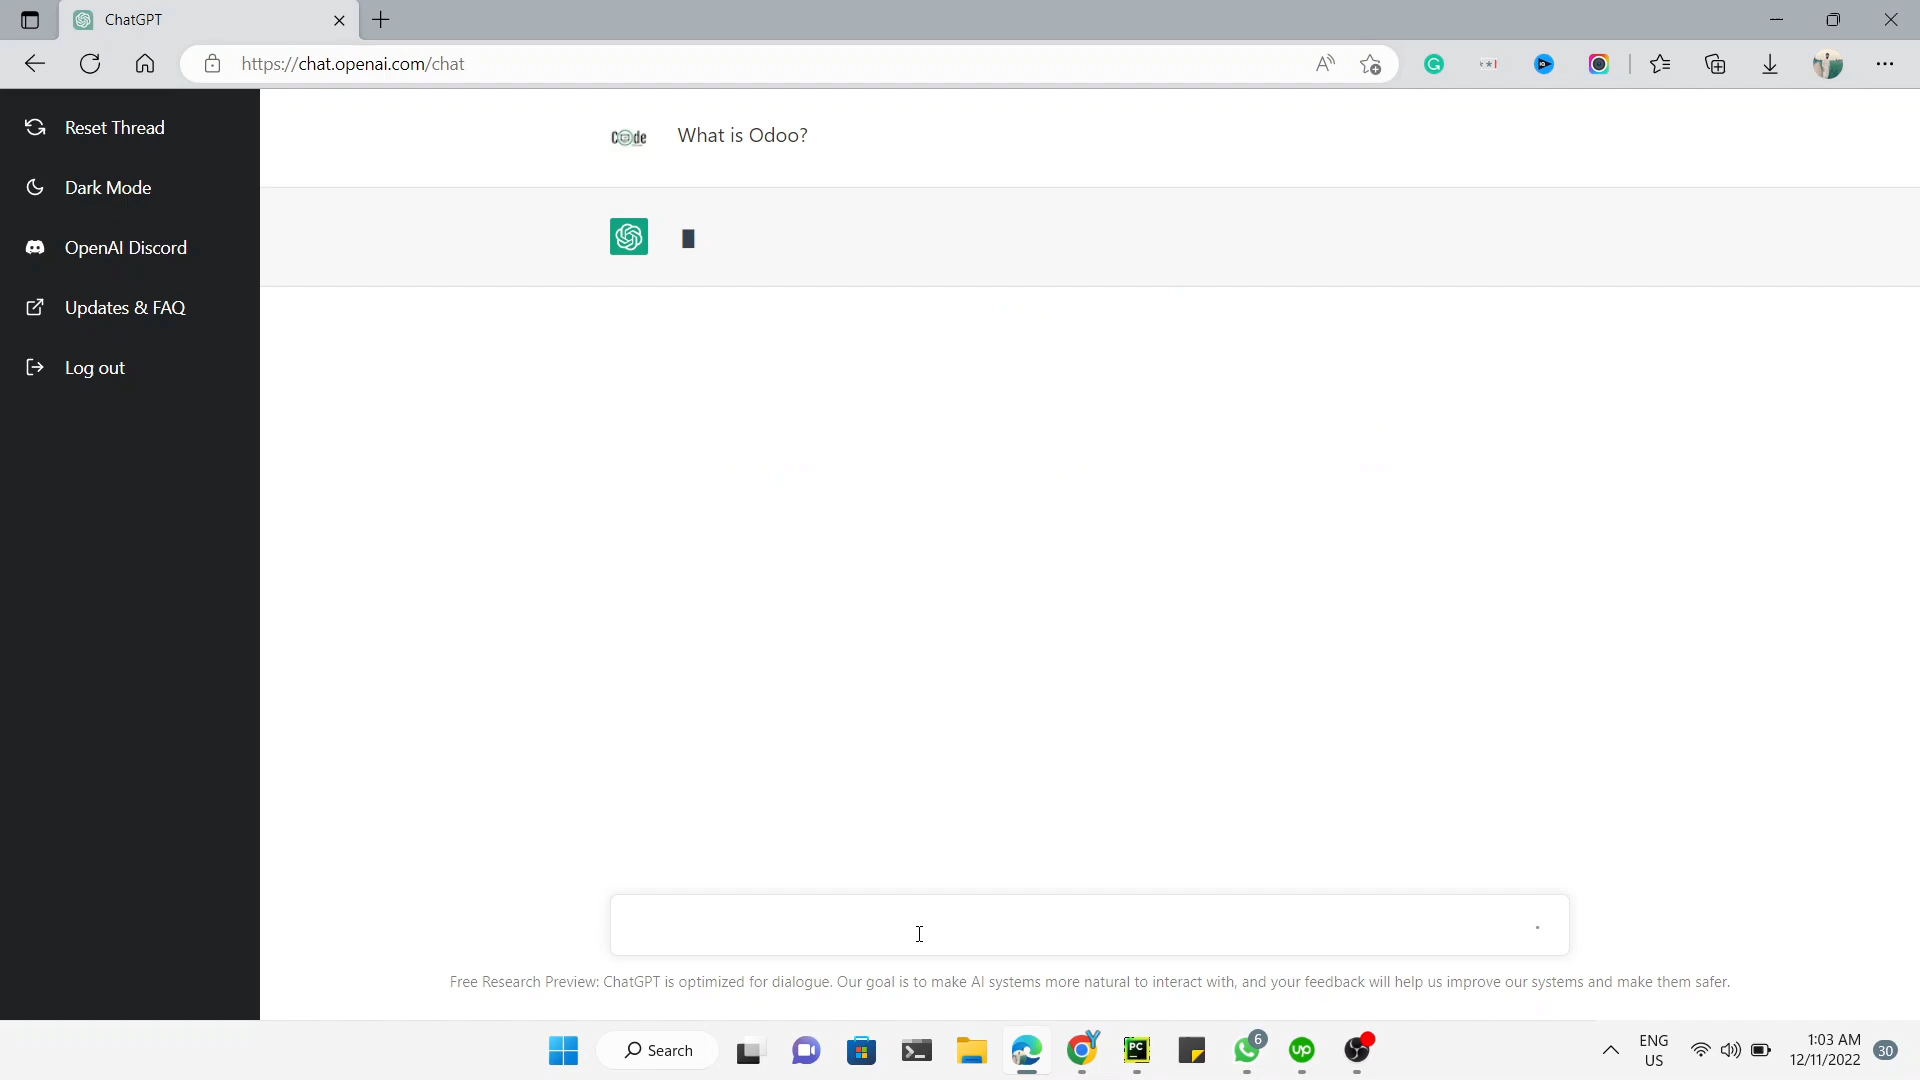 ChatGPT
https://chat.openai.com/chat
Reset Thread
Dark Mode
OpenAI Discord
Updates & FAQ
Log out
Code
What is Odoo?
Free Research Preview: ChatGPT is optimized for dialogue. Our goal is to make AI systems more natural to interact with, and your feedback will help us improve our systems and make them safer.
Search
PC
6
up
ENG
US
1:03 AM
12/11/2022
30